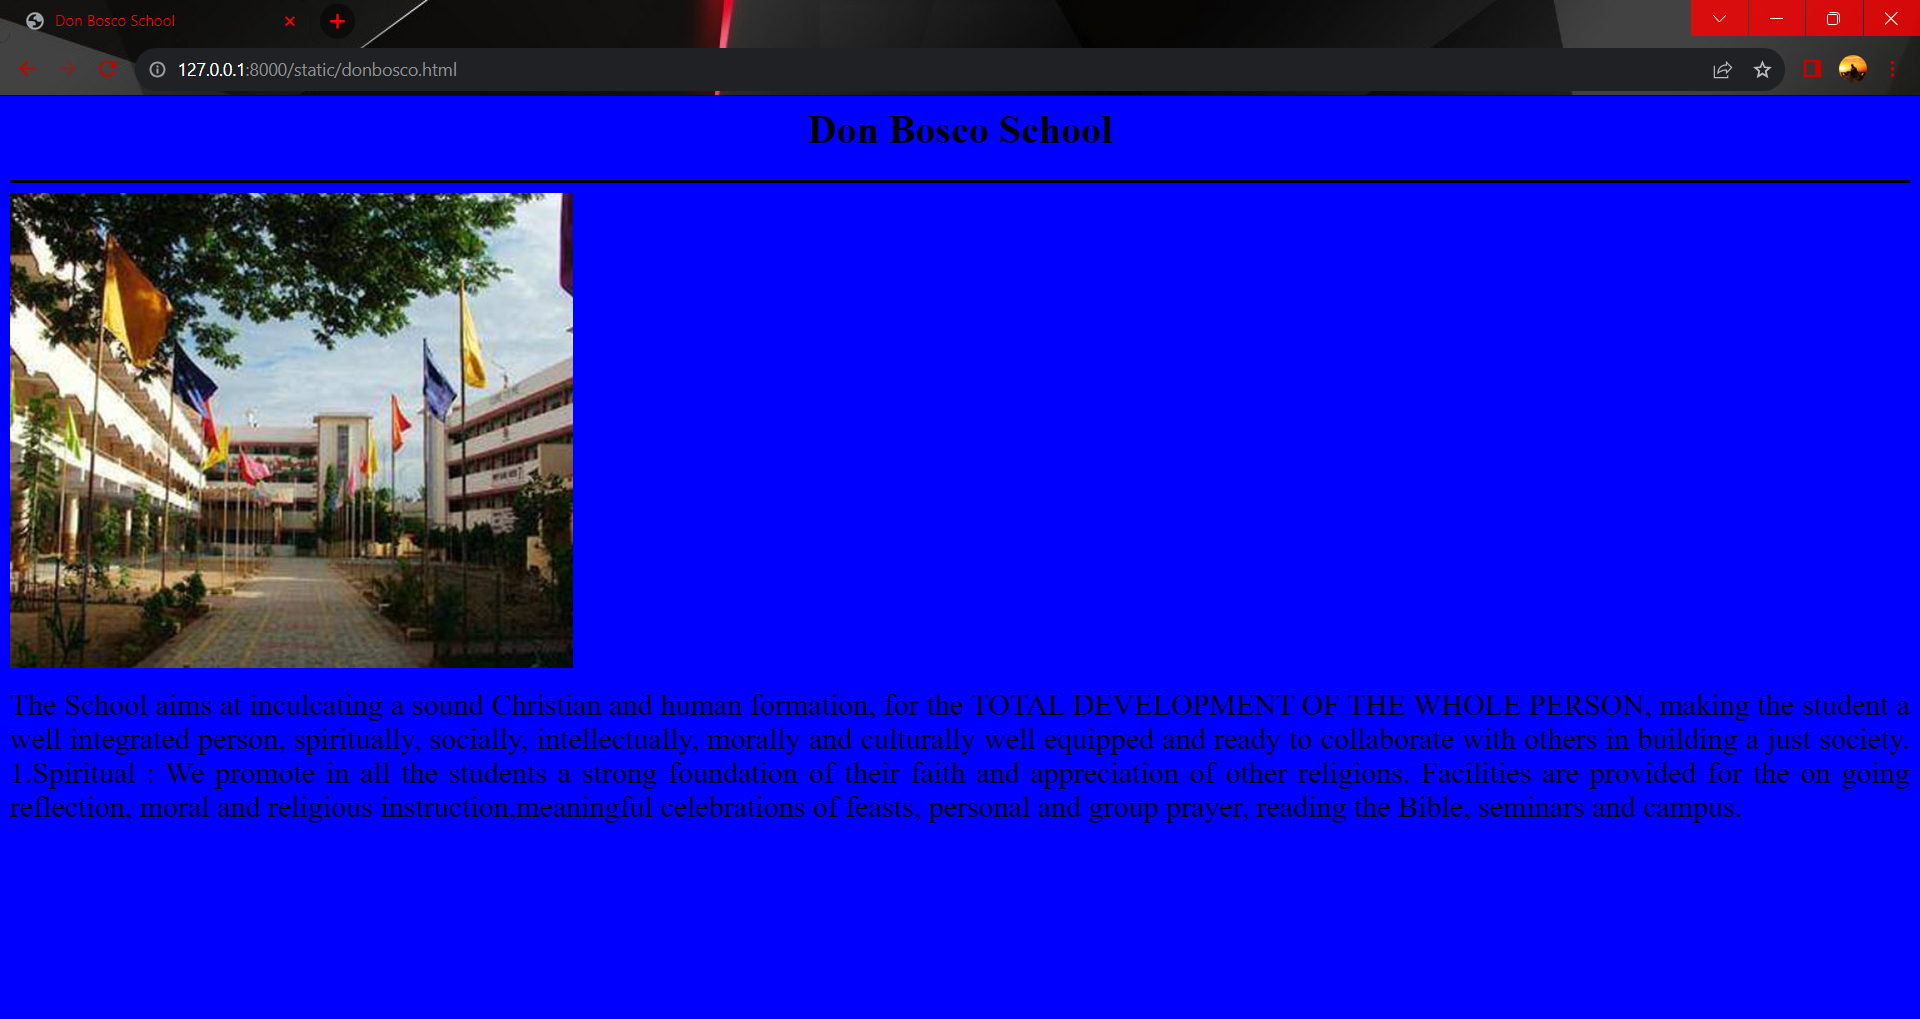 Don Bosco School
127.0.0.1:8000/static/donbosco.html
Don Bosco School
The School aims at inculcating a sound Christian and human formation, for the TOTAL DEVELOPMENT OF THE WHOLE PERSON, making the student a
well integrated person, spiritually, socially, intellectually, morally and culturally well equipped and ready to collaborate with others in building a just society.
1.Spiritual : We promote in all the students a strong foundation of their faith and appreciation of other religions. Facilities are provided for the on going
reflection, moral and religious instruction,meaningful celebrations of feasts, personal and group prayer, reading the Bible, seminars and campus.